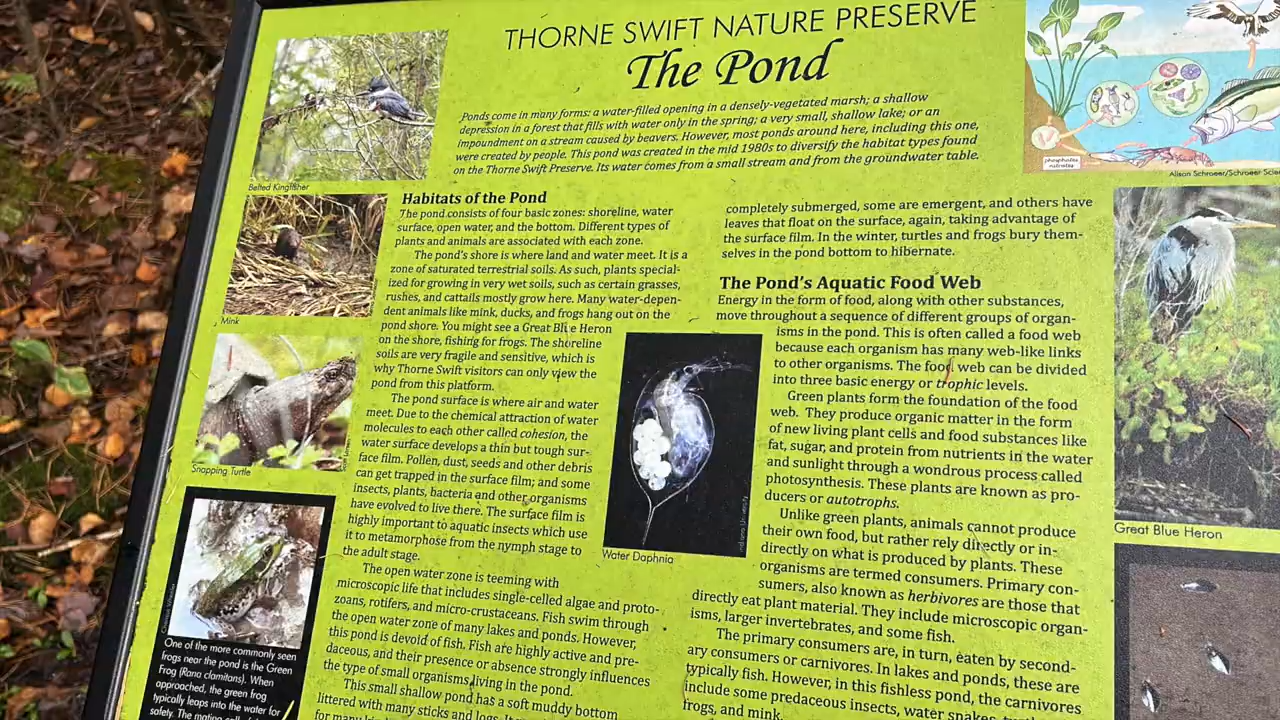 THORNE SWIFT NATURE PRESERVE
The Pond
Ponds come in many forms: a water-filled opening in a densely-vegetated marsh; a shallow
depression in a forest that fills with water only in the spring; a very small, shallow lake; or an
impoundment on a stream caused by beavers. However, most ponds around here, including this one,
were created by people. This pond was created in the mid 1980s to diversify the habitat types found
on the Thorne Swift Preserve. Its water comes from a small stream and from the groundwater table.
Belted Kingfisher
Mink
Snapping Turtle
One of the more commonly seen
frogs near the pond is the Green
Frog (Rana clamitans). When
approached, the green frog
typically leaps into the water for
safely. The mating call
Habitats of the Pond
The pond consists of four basic zones: shoreline, water
surface, open water, and the bottom. Different types of
plants and animals are associated with each zone.
The pond's shore is where land and water meet. It is a
zone of saturated terrestrial soils. As such, plants special-
ized for growing in very wet soils, such as certain grasses,
rushes, and cattails mostly grow here. Many water-depen-
dent animals like mink, ducks, and frogs hang out on the
pond shore. You might see a Great Blue Heron
on the shore, fishing for frogs. The shoreline
soils are very fragile and sensitive, which is
why Thorne Swift visitors can only view the
pond from this platform.
The pond surface is where air and water
meet. Due to the chemical attraction of water
molecules to each other called cohesion, the
water surface develops a thin but tough sur-
face film. Pollen, dust, seeds and other debris
can get trapped in the surface film; and some
insects, plants, bacteria and other organisms
have evolved to live there. The surface film is
highly important to aquatic insects which use
it to metamorphose from the nymph stage to
the adult stage.
The open water zone is teeming with
microscopic life that includes single-celled algae and proto-
zoans, rotifers, and micro-crustaceans. Fish swim through
the open water zone of many lakes and ponds. However,
this pond is devoid of fish. Fish are highly active and pre-
daceous, and their presence or absence strongly influences
the type of small organisms living in the pond.
This small shallow pond has a soft muddy bottom
littered with many sticks and logs. It
for many
completely submerged, some are emergent, and others have
leaves that float on the surface, again, taking advantage of
the surface film. In the winter, turtles and frogs bury them-
selves in the pond bottom to hibernate.
The Pond's Aquatic Food Web
Energy in the form of food, along with other substances,
move throughout a sequence of different groups of organ-
isms in the pond. This is often called a food web
because each organism has many web-like links
to other organisms. The food web can be divided
into three basic energy or trophic levels.
Green plants form the foundation of the food
web. They produce organic matter in the form
of new living plant cells and food substances like
fat, sugar, and protein from nutrients in the water
and sunlight through a wondrous process called
photosynthesis. These plants are known as pro-
ducers or autotrophs.
Unlike green plants, animals cannot produce
their own food, but rather rely directly or in-
directly on what is produced by plants. These
organisms are termed consumers. Primary con-
sumers, also known as herbivores are those that
directly eat plant material. They include microscopic organ-
isms, larger invertebrates, and some fish.
The primary consumers are, in turn, eaten by second-
ary consumers or carnivores. In lakes and ponds, these are
typically fish. However, in this fishless pond, the carnivores
include some predaceous insects, water snakes,
frogs, and mink.
Water Daphnia
Indiana University
phosphates
nitrates
Alison Schroeer/Schroeer
Great Blue Heron